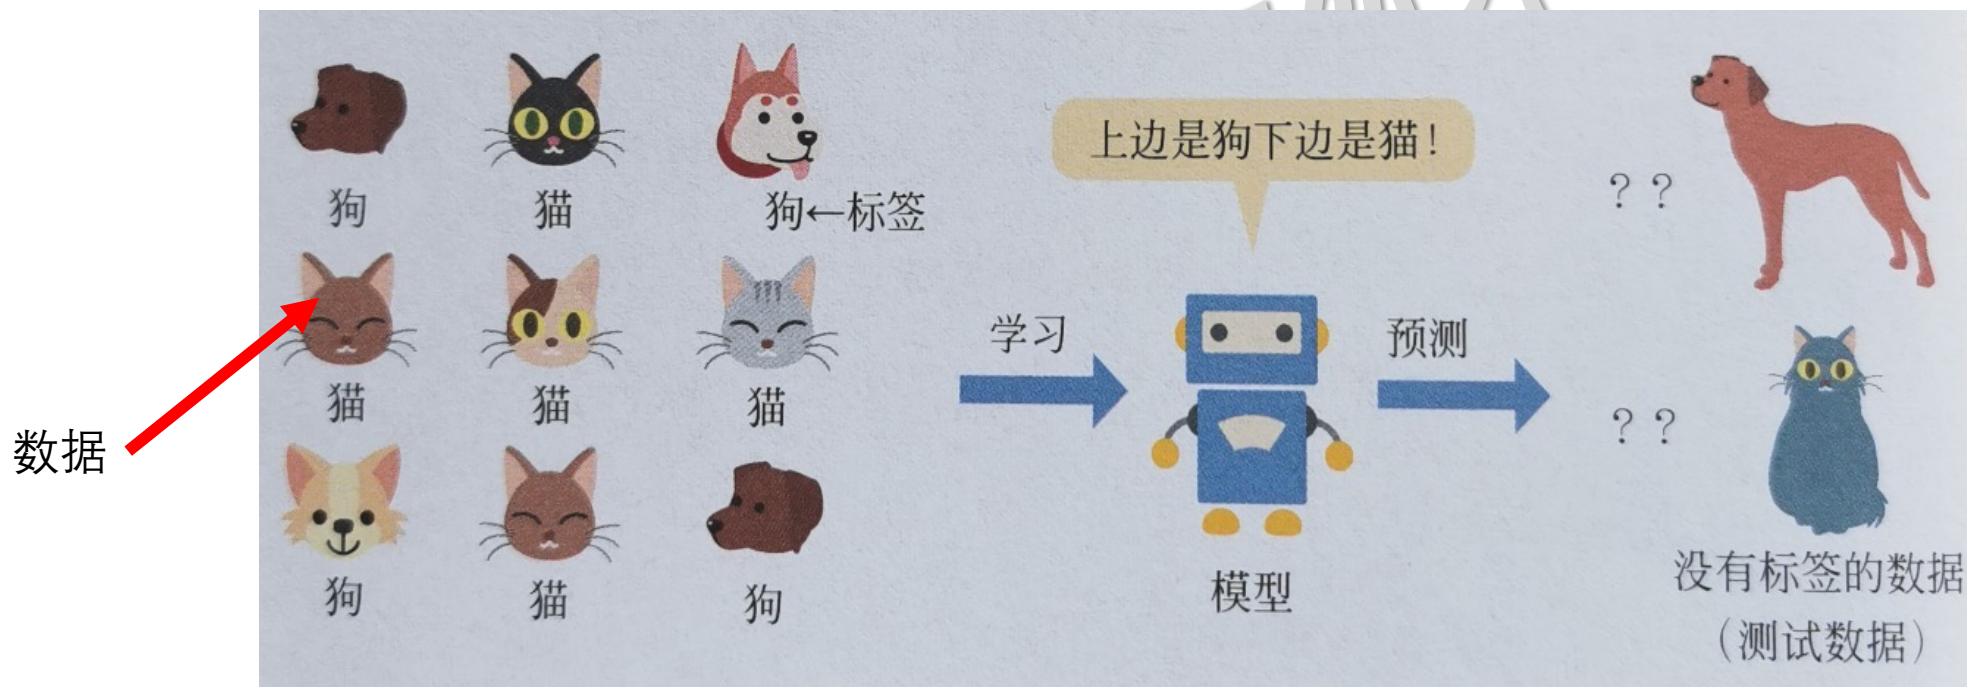 上边是狗下边是猫！
狗
猫
狗←标签
？？
学习
预测
猫
猫
猫
？？
数据
狗
猫
狗
模型
没有标签的数据
（测试数据）